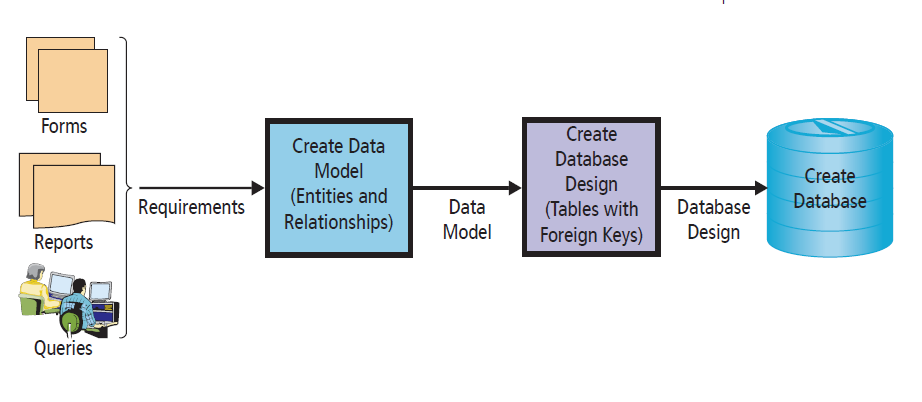 Forms
Reports
Queries
Requirements
Create Data
Model
(Entities and
Relationships)
Data
Model
Create
Database
Design
(Tables with
Foreign Keys)
Database
Design
Create
Database